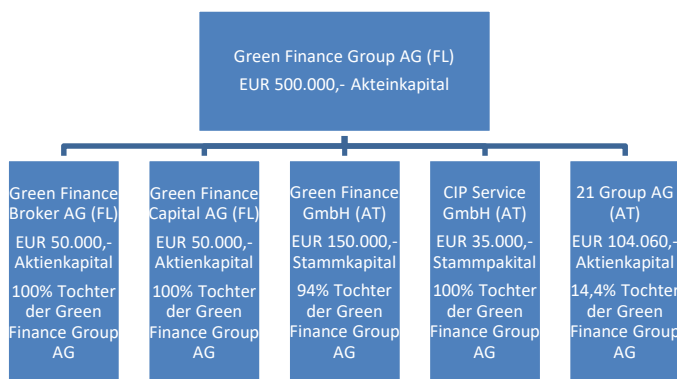 Green Finance Group AG (FL)
EUR 500.000,- Akteinkapital
Green Finance
Broker AG (FL)
EUR 50.000,-
Aktienkapital
100% Tochter
der Green
Finance Group
AG
Green Finance
Capital AG (FL)
EUR 50.000,-
Aktienkapital
100% Tochter
der Green
Finance Group
AG
Green Finance
GmbH (AT)
EUR 150.000,-
Stammkapital
94% Tochter
der Green
Finance Group
AG
CIP Service
GmbH (AT)
EUR 35.000,-
Stammpakital
100% Tochter
der Green
Finance Group
AG
21 Group AG
(AT)
EUR 104.060,-
Aktienkapital
14,4% Tochter
der Green
Finance Group
AG